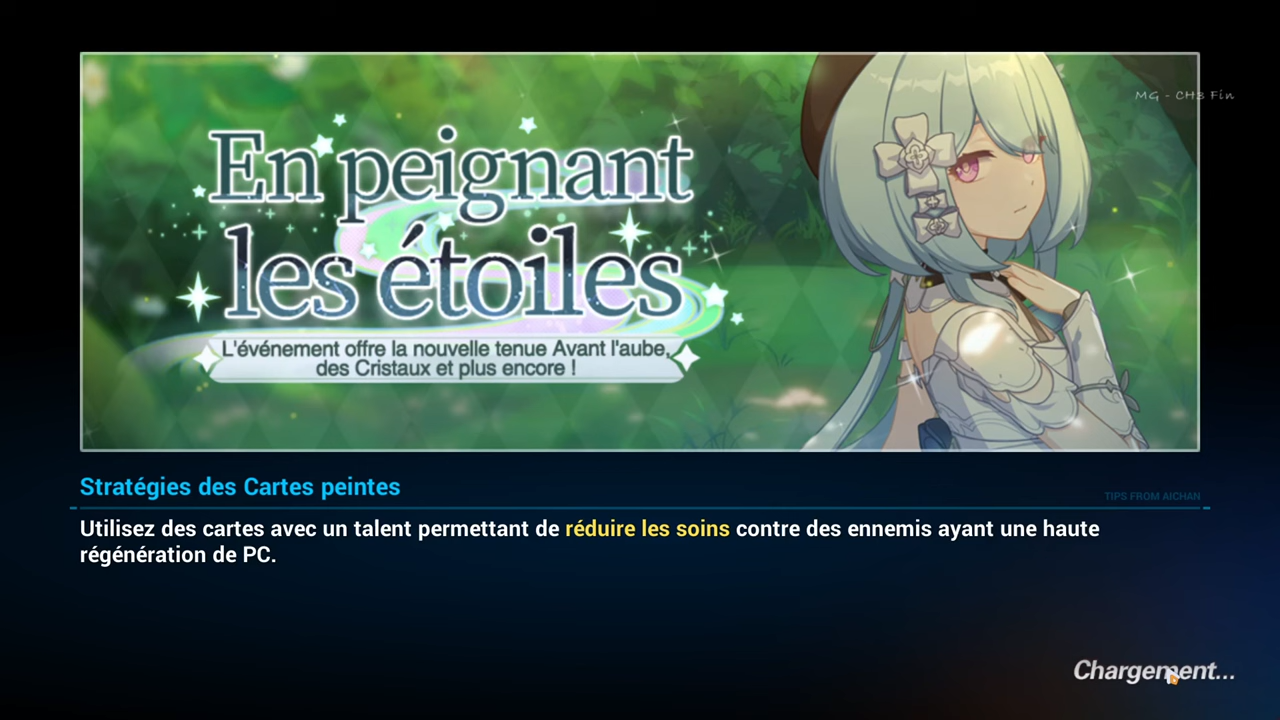 MG - CH3 Fin
En peignant
les étoiles
L'événement offre la nouvelle tenue Avant l'aube,
des Cristaux et plus encore !
Stratégies des Cartes peintes
TIPS FROM AICHAN
Utilisez des cartes avec un talent permettant de réduire les soins contre des ennemis ayant une haute
régénération de PC.
Chargement...